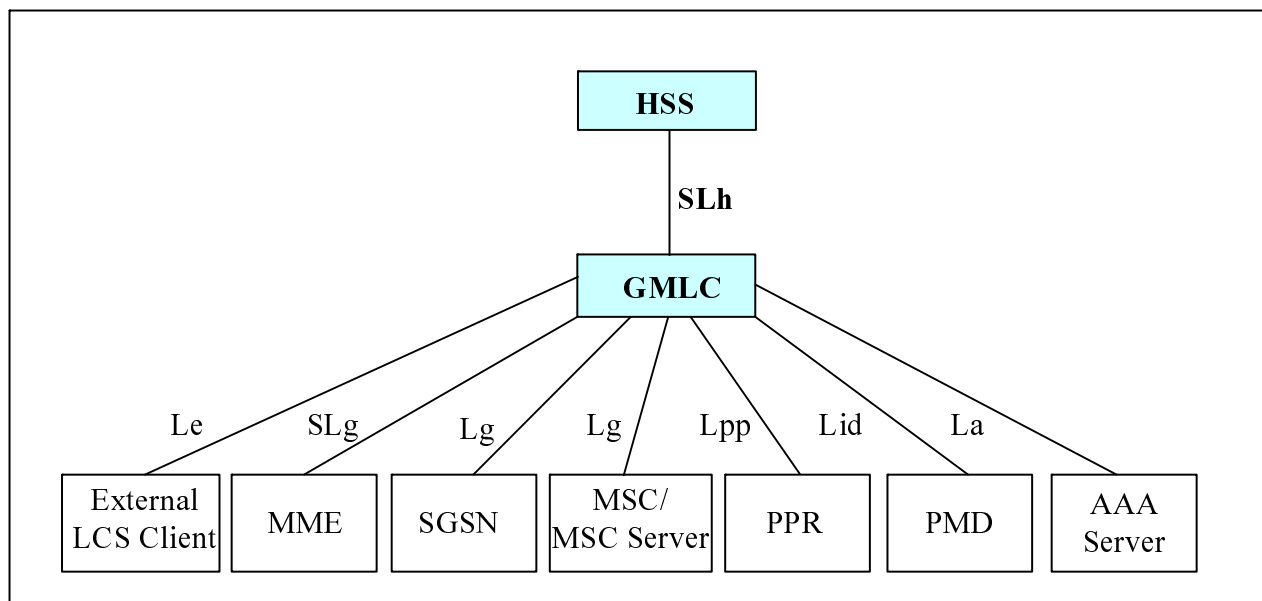 HSS
SLh
GMLC
Le
SLg
Lg
Lg
Lpp
Lid
La
External
LCS Client
MME
SGSN
MSC/
MSC Server
PPR
PMD
AAA
Server